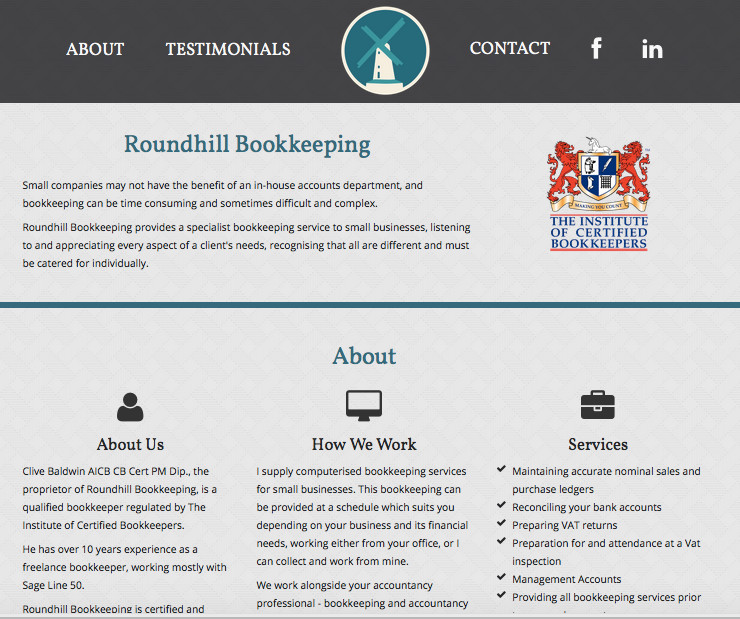 ABOUT
TESTIMONIALS
CONTACT
f
in
Roundhill Bookkeeping
Small companies may not have the benefit of an in-house accounts department, and
bookkeeping can be time consuming and sometimes difficult and complex.
Roundhill Bookkeeping provides a specialist bookkeeping service to small businesses, listening
to and appreciating every aspect of a client's needs, recognising that all are different and must
be catered for individually.
MAKING YOU COUNT
THE INSTITUTE
OF CERTIFIED
BOOKKEEPERS
About
About Us
Clive Baldwin AICB CB Cert PM Dip., the
proprietor of Roundhill Bookkeeping, is a
qualified bookkeeper regulated by The
Institute of Certified Bookkeepers.
He has over 10 years experience as a
freelance bookkeeper, working mostly with
Sage Line 50.
Roundhill Bookkeeping is certified and
How We Work
I supply computerised bookkeeping services
for small businesses. This bookkeeping can
be provided at a schedule which suits you
depending on your business and its financial
needs, working either from your office, or I
can collect and work from mine.
We work alongside your accountancy
professional - bookkeeping and accountancy
Services
Maintaining accurate nominal sales and
purchase ledgers
Reconciling your bank accounts
Preparing VAT returns
Preparation for and attendance at a Vat
inspection
Management Accounts
Providing all bookkeeping services prior